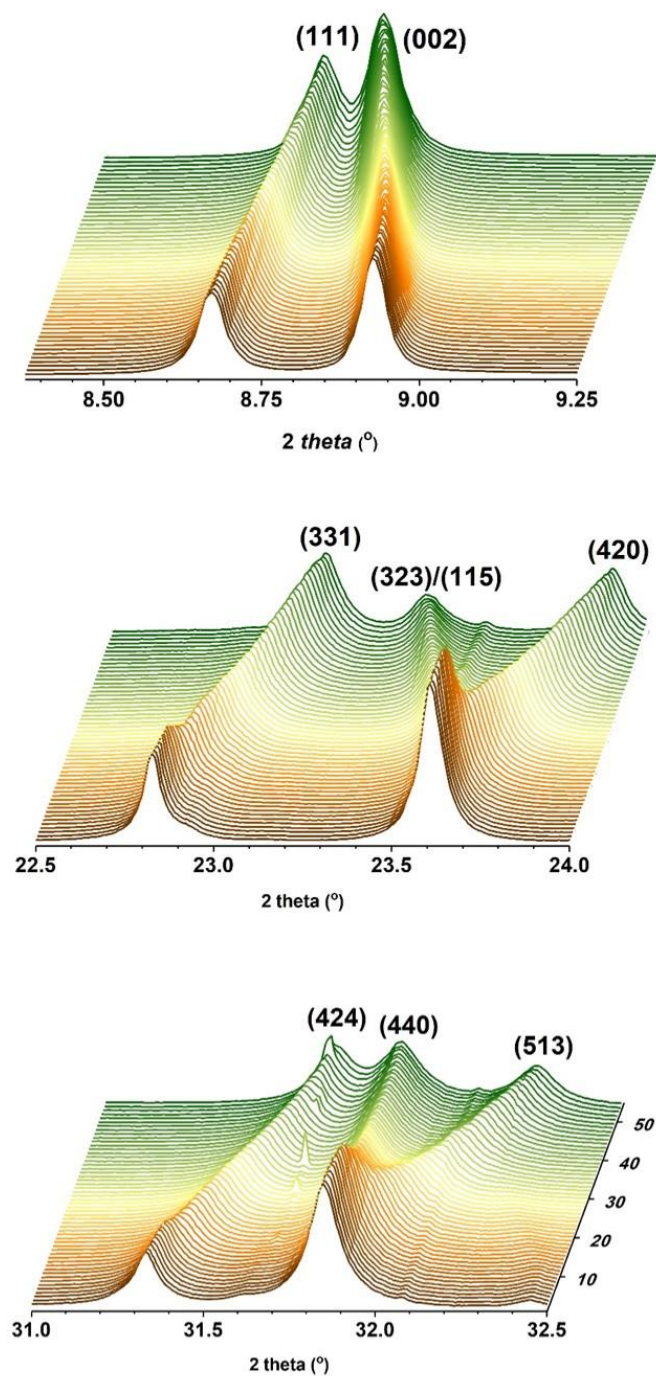 (111) (002)
8.50 8.75 9.00 9.25
2 theta (°)
(331) (323)/(115) (420)
22.5 23.0 23.5 24.0
2 theta (°)
(424) (440) (513)
50
40
30
20
10
31.0 31.5 32.0 32.5
2 theta (°)